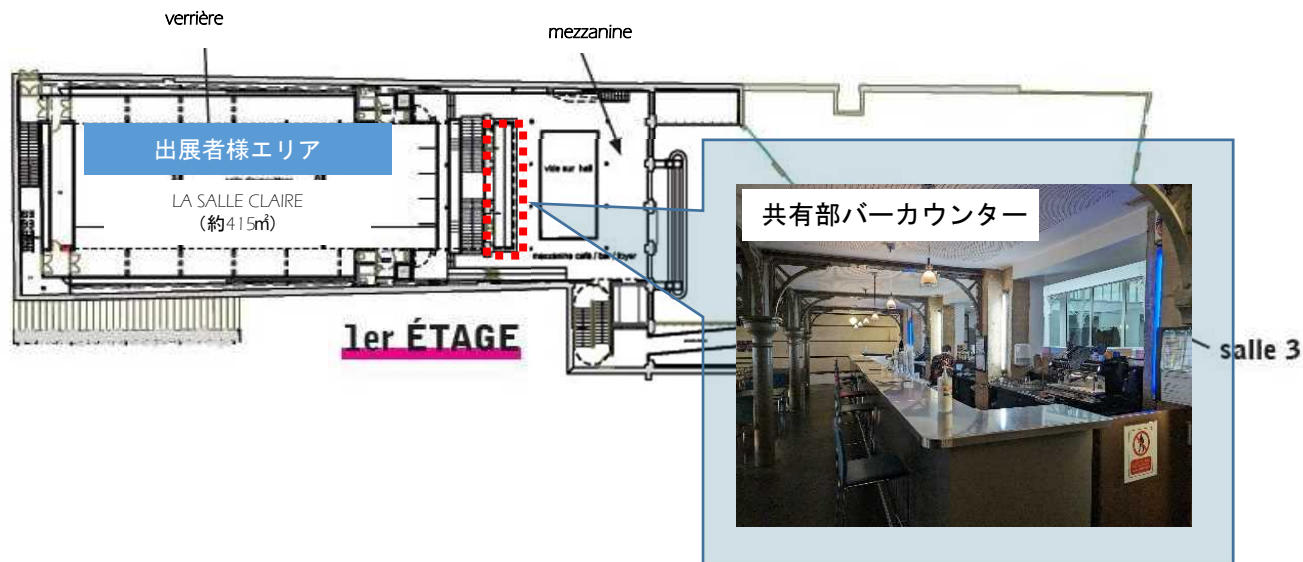 verrière
mezzanine
出展者様エリア
LA SALLE CLAIRE
(約415㎡)
vide sur hall
mezzanine café / bar / foyer
共有部バーカウンター
1er ÉTAGE
salle 3